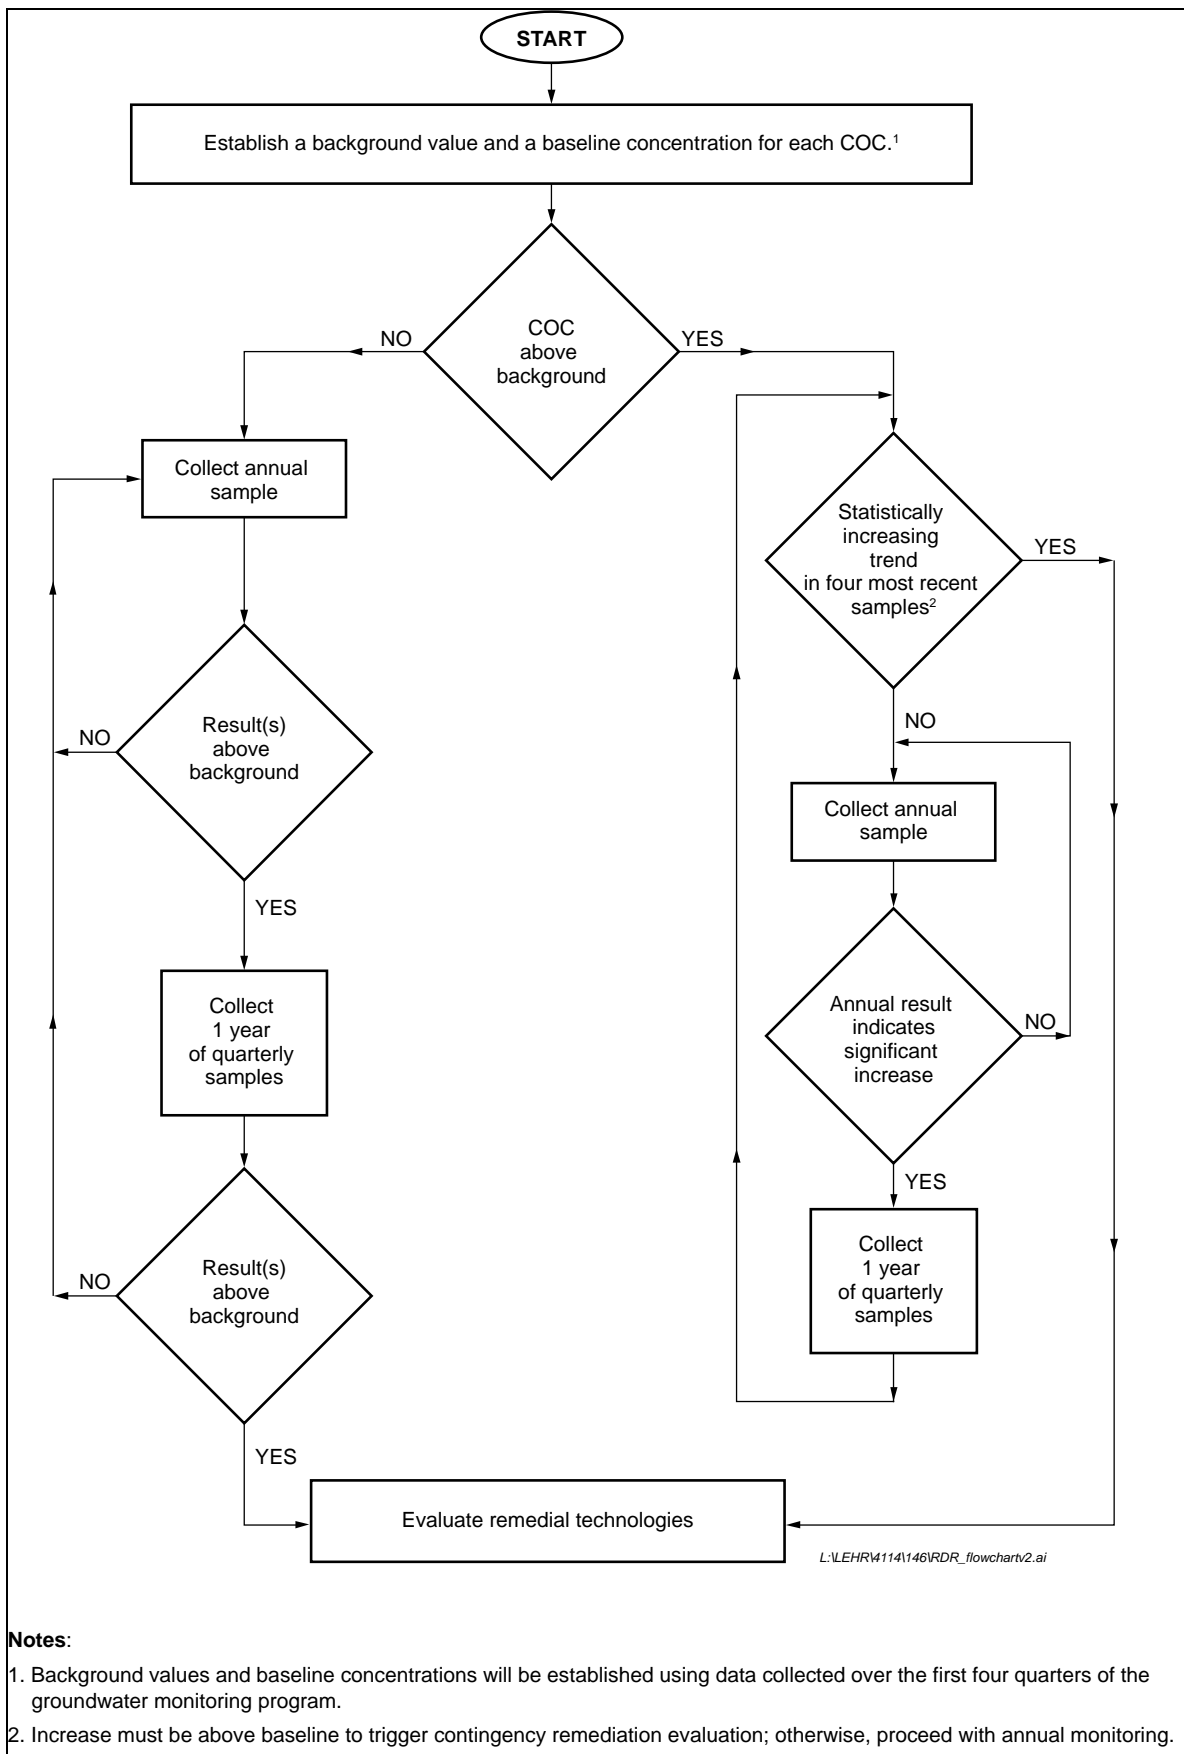 START
Establish a background value and a baseline concentration for each COC.¹
COC
above
background
NO
YES
Collect annual
sample
Statistically
increasing
trend
in four most recent
samples²
YES
NO
Result(s)
above
background
NO
YES
Collect annual
sample
Annual result
indicates
significant
increase
NO
YES
Collect
1 year
of quarterly
samples
Collect
1 year
of quarterly
samples
Result(s)
above
background
NO
YES
Evaluate remedial technologies
L:\LEHR\4114\146\RDR_flowchartv2.ai
Notes:
1. Background values and baseline concentrations will be established using data collected over the first four quarters of the
groundwater monitoring program.
2. Increase must be above baseline to trigger contingency remediation evaluation; otherwise, proceed with annual monitoring.